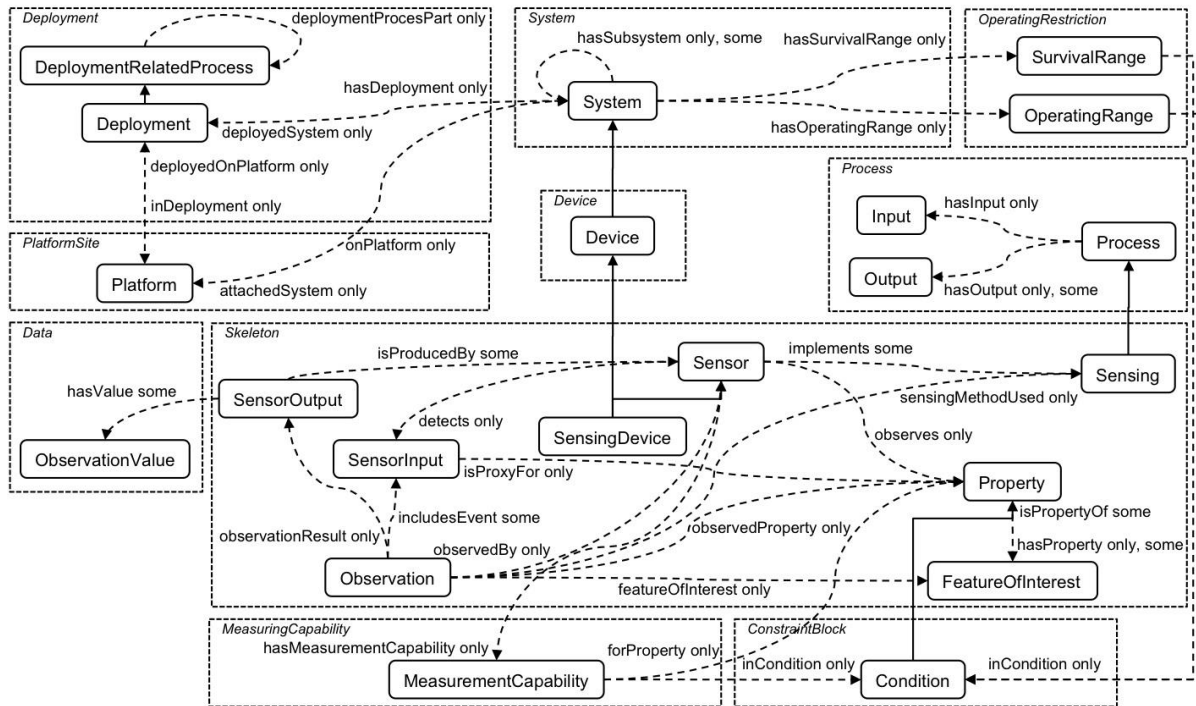 Deployment
deploymentProcesPart only
DeploymentRelatedProcess
Deployment
hasDeployment only
deployedSystem only
deployedOnPlatform only
inDeployment only
System
hasSubsystem only, some
System
hasSurvivalRange only
hasOperatingRange only
OperatingRestriction
SurvivalRange
OperatingRange
Process
Input
hasInput only
Process
Output
hasOutput only, some
Device
Device
PlatformSite
onPlatform only
Platform
attachedSystem only
Data
hasValue some
ObservationValue
Skeleton
isProducedBy some
Sensor
implements some
SensorOutput
Sensing
sensingMethodUsed only
detects only
SensingDevice
observes only
SensorInput
isProxyFor only
Property
isPropertyOf some
includesEvent some
observationResult only
observedBy only
observedProperty only
hasProperty only, some
Observation
featureOfInterest only
FeatureOfInterest
MeasuringCapability
hasMeasurementCapability only
forProperty only
MeasurementCapability
ConstraintBlock
inCondition only
Condition
inCondition only